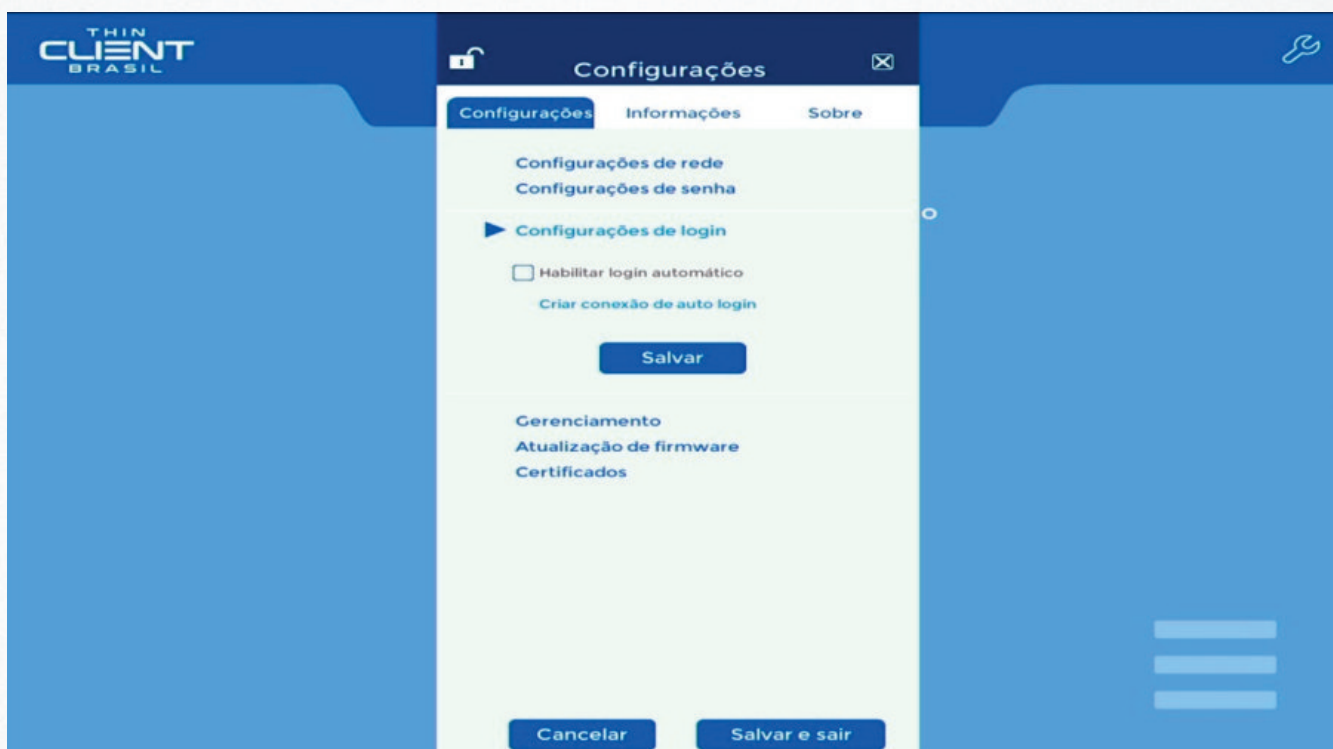 THIN
CLIENT
BRASIL
Configurações
Configurações Informações Sobre
Configurações de rede
Configurações de senha
Configurações de login
Habilitar login automático
Criar conexão de auto login
Salvar
Gerenciamento
Atualização de firmware
Certificados
Cancelar Salvar e sair